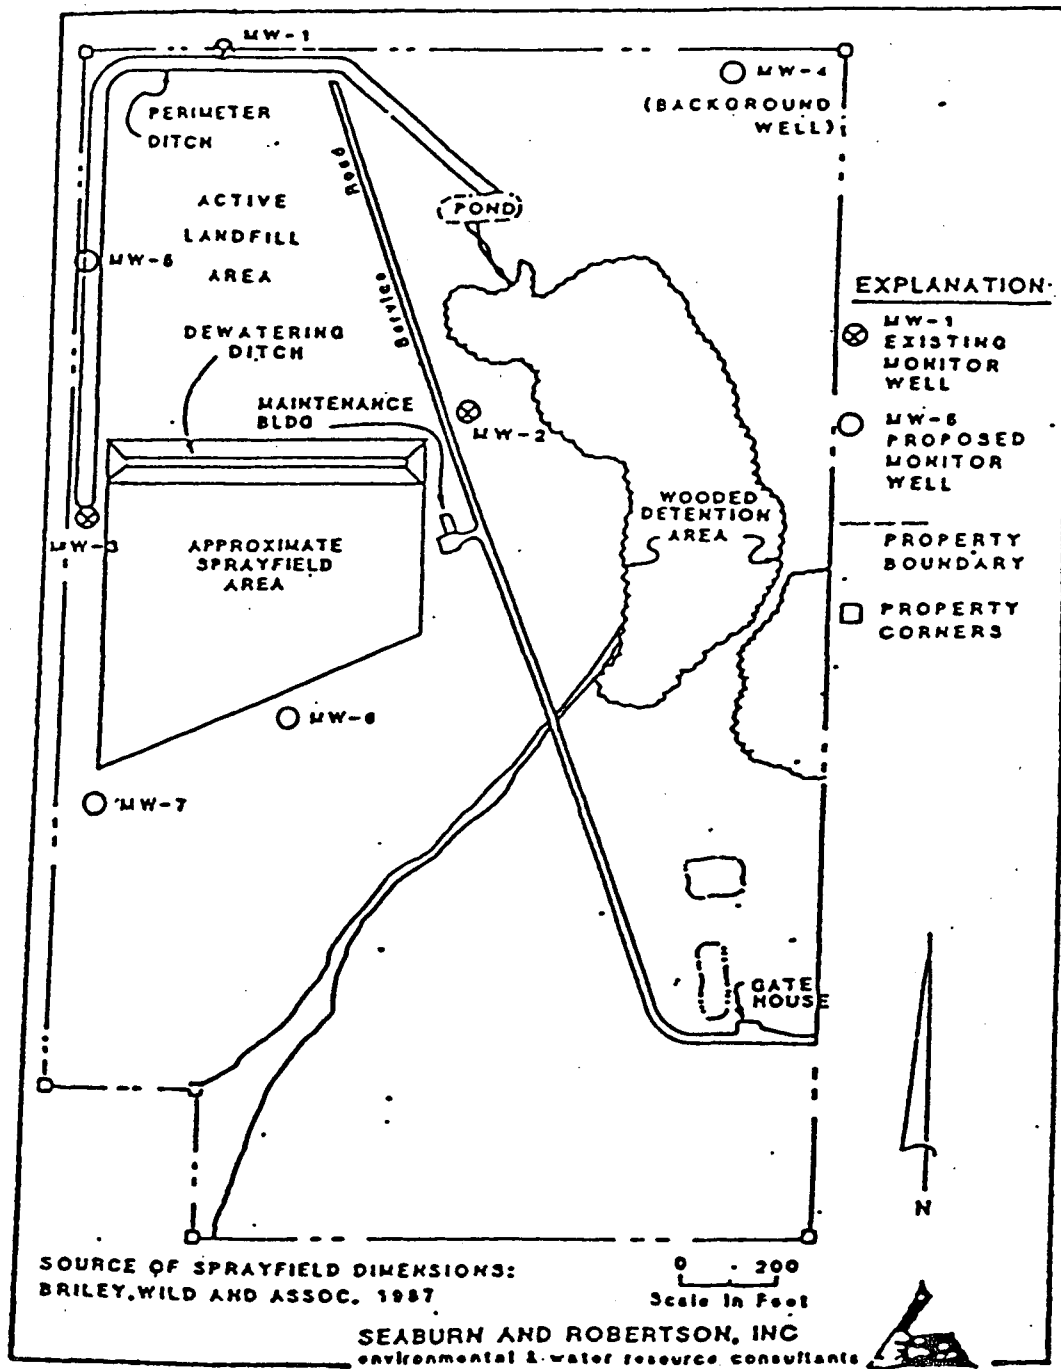 MW-1
MW-4
(BACKGROUND
WELL)
PERIMETER
DITCH
Road
ACTIVE
LANDFILL
AREA
POND
MW-5
Service
EXPLANATION
MW-1
EXISTING
MONITOR
WELL
DEWATERING
DITCH
MAINTENANCE
BLDG
MW-2
MW-5
PROPOSED
MONITOR
WELL
WOODED
DETENTION
AREA
MW-3
APPROXIMATE
SPRAYFIELD
AREA
PROPERTY
BOUNDARY
PROPERTY
CORNERS
MW-6
MW-7
GATE
HOUSE
N
SOURCE OF SPRAYFIELD DIMENSIONS:
BRILEY, WILD AND ASSOC. 1987
0 200
Scale In Feet
SEABURN AND ROBERTSON, INC
environmental & water resource consultants